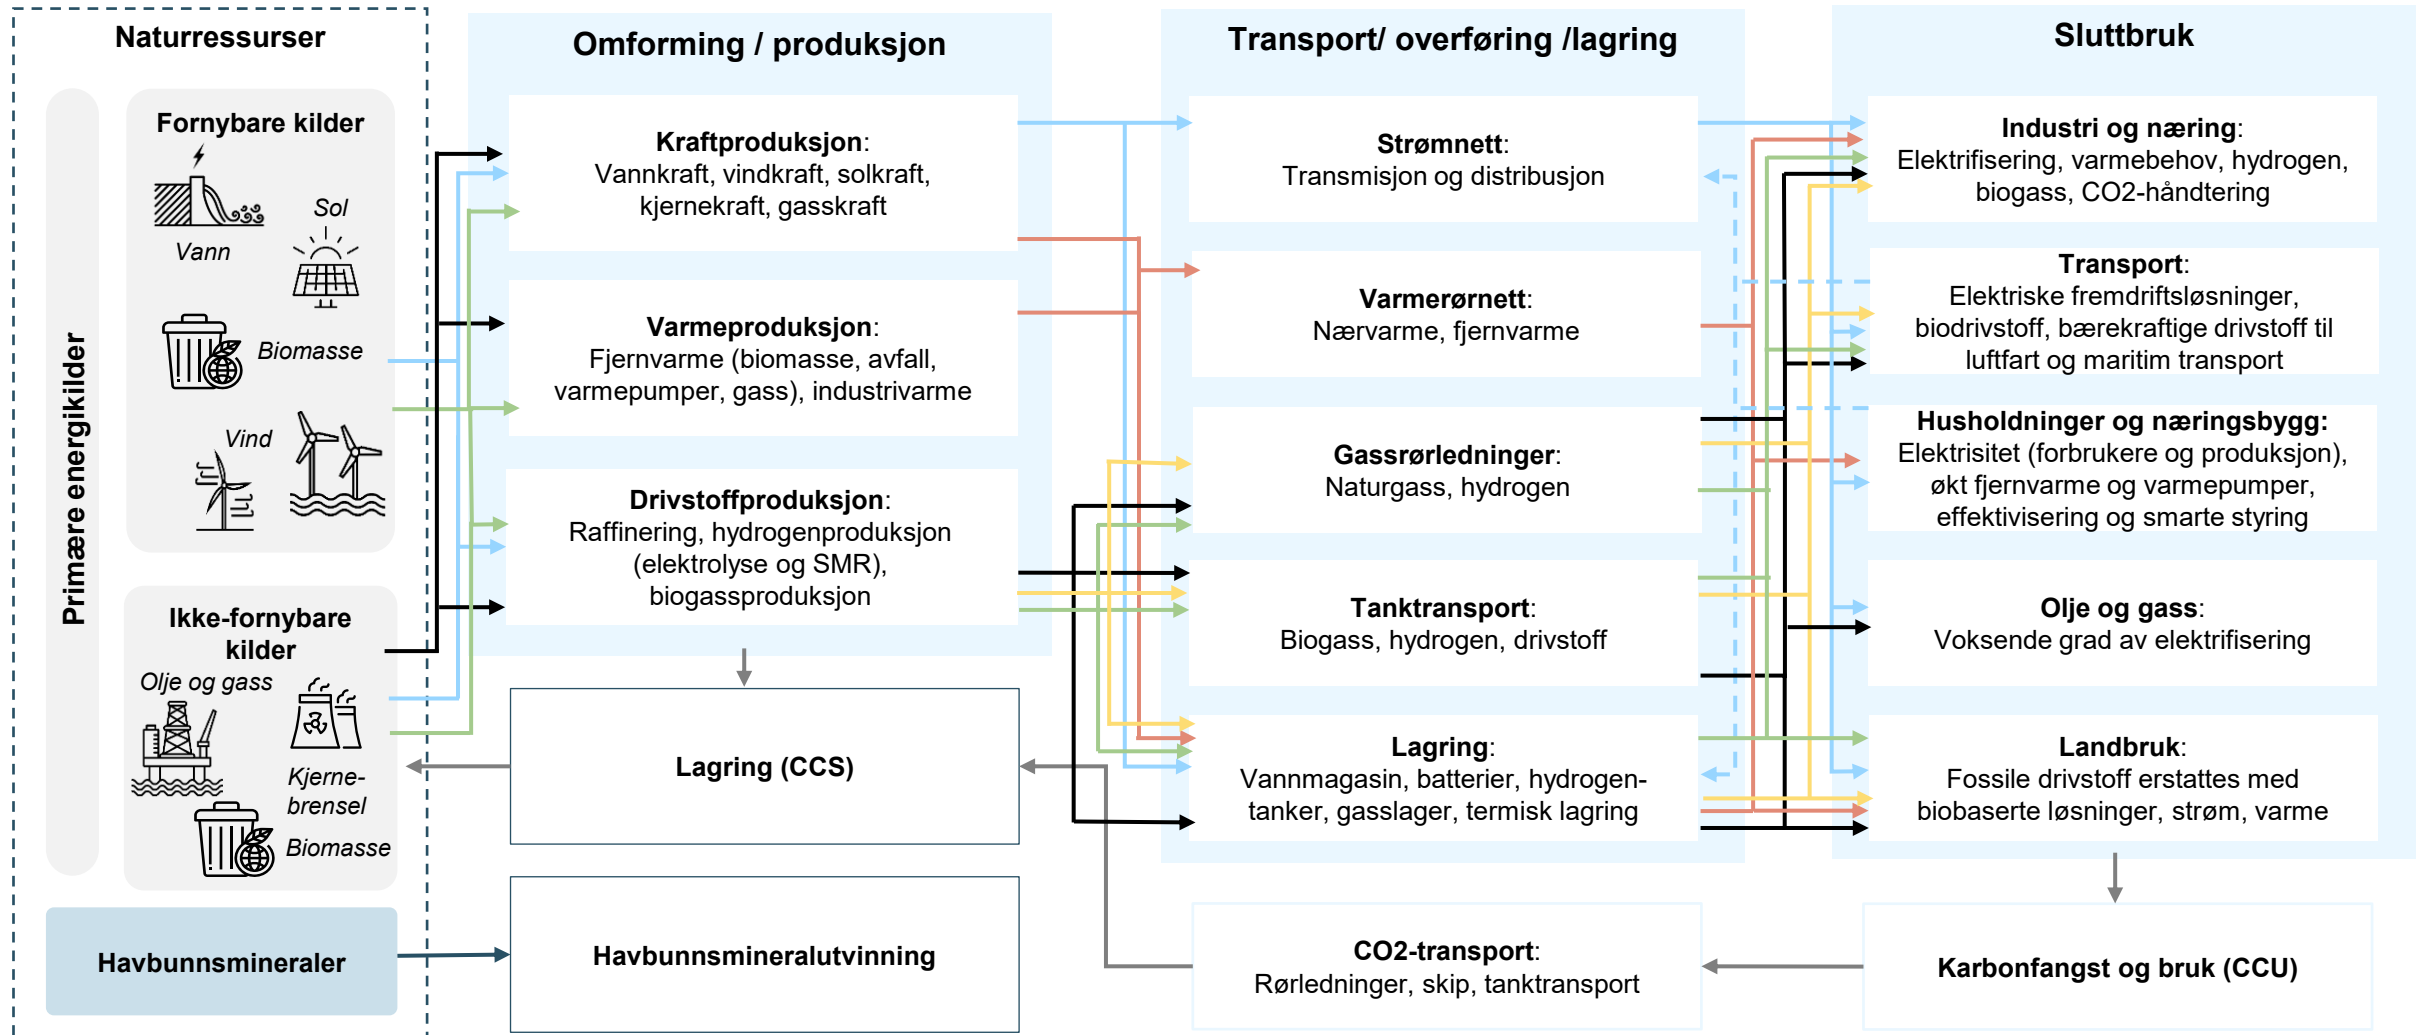 Naturressurser
Primære energikilder
Fornybare kilder
Vann
Sol
Biomasse
Vind
Ikke-fornybare
kilder
Olje og gass
Kjerne-
brensel
Biomasse
Havbunnsmineraler
Omforming / produksjon
Kraftproduksjon:
Vannkraft, vindkraft, solkraft,
kjernekraft, gasskraft
Varmeproduksjon:
Fjernvarme (biomasse, avfall,
varmepumper, gass), industrivarme
Drivstoffproduksjon:
Raffinering, hydrogenproduksjon
(elektrolyse og SMR),
biogassproduksjon
Lagring (CCS)
Havbunnsmineralutvinning
Transport/ overføring /lagring
Strømnett:
Transmisjon og distribusjon
Varmerørnett:
Nærvarme, fjernvarme
Gassrørledninger:
Naturgass, hydrogen
Tanktransport:
Biogass, hydrogen, drivstoff
Lagring:
Vannmagasin, batterier, hydrogen-
tanker, gasslager, termisk lagring
CO2-transport:
Rørledninger, skip, tanktransport
Sluttbruk
Industri og næring:
Elektrifisering, varmebehov, hydrogen,
biogass, CO2-håndtering
Transport:
Elektriske fremdriftsløsninger,
biodrivstoff, bærekraftige drivstoff til
luftfart og maritim transport
Husholdninger og næringsbygg:
Elektrisitet (forbrukere og produksjon),
økt fjernvarme og varmepumper,
effektivisering og smarte styring
Olje og gass:
Voksende grad av elektrifisering
Landbruk:
Fossile drivstoff erstattes med
biobaserte løsninger, strøm, varme
Karbonfangst og bruk (CCU)